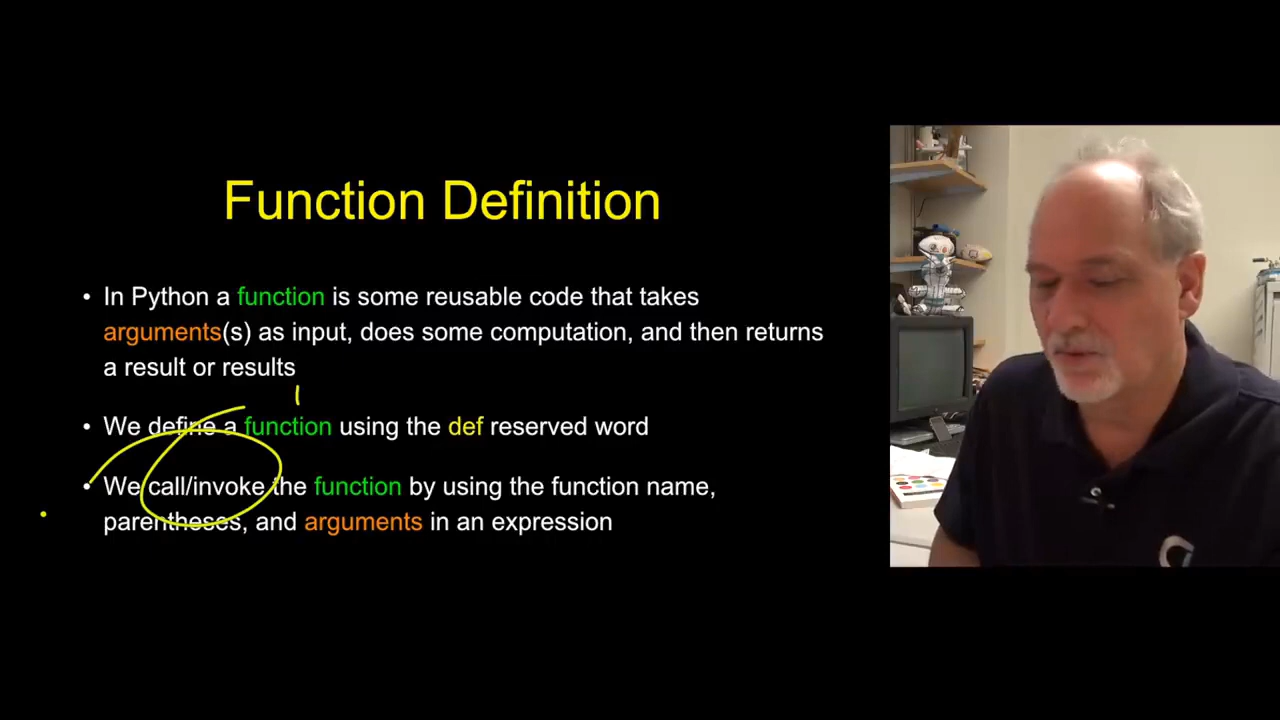 Function Definition
• In Python a function is some reusable code that takes
arguments(s) as input, does some computation, and then returns
a result or results
• We define a function using the def reserved word
• We call/invoke the function by using the function name,
parentheses, and arguments in an expression